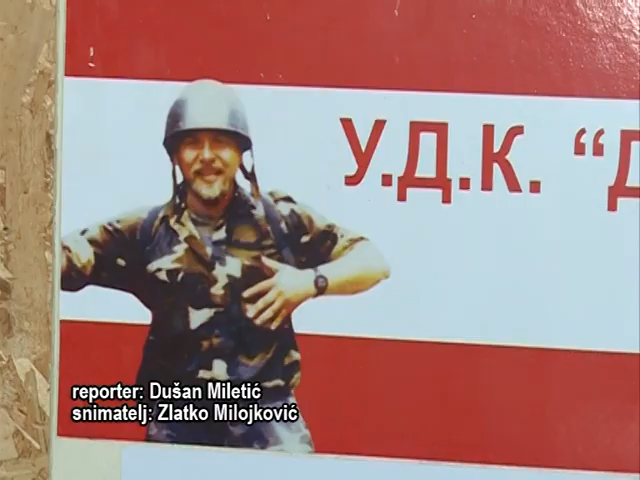 У.Д.К. “Д
reporter: Dušan Miletić
snimatelj: Zlatko Milojković